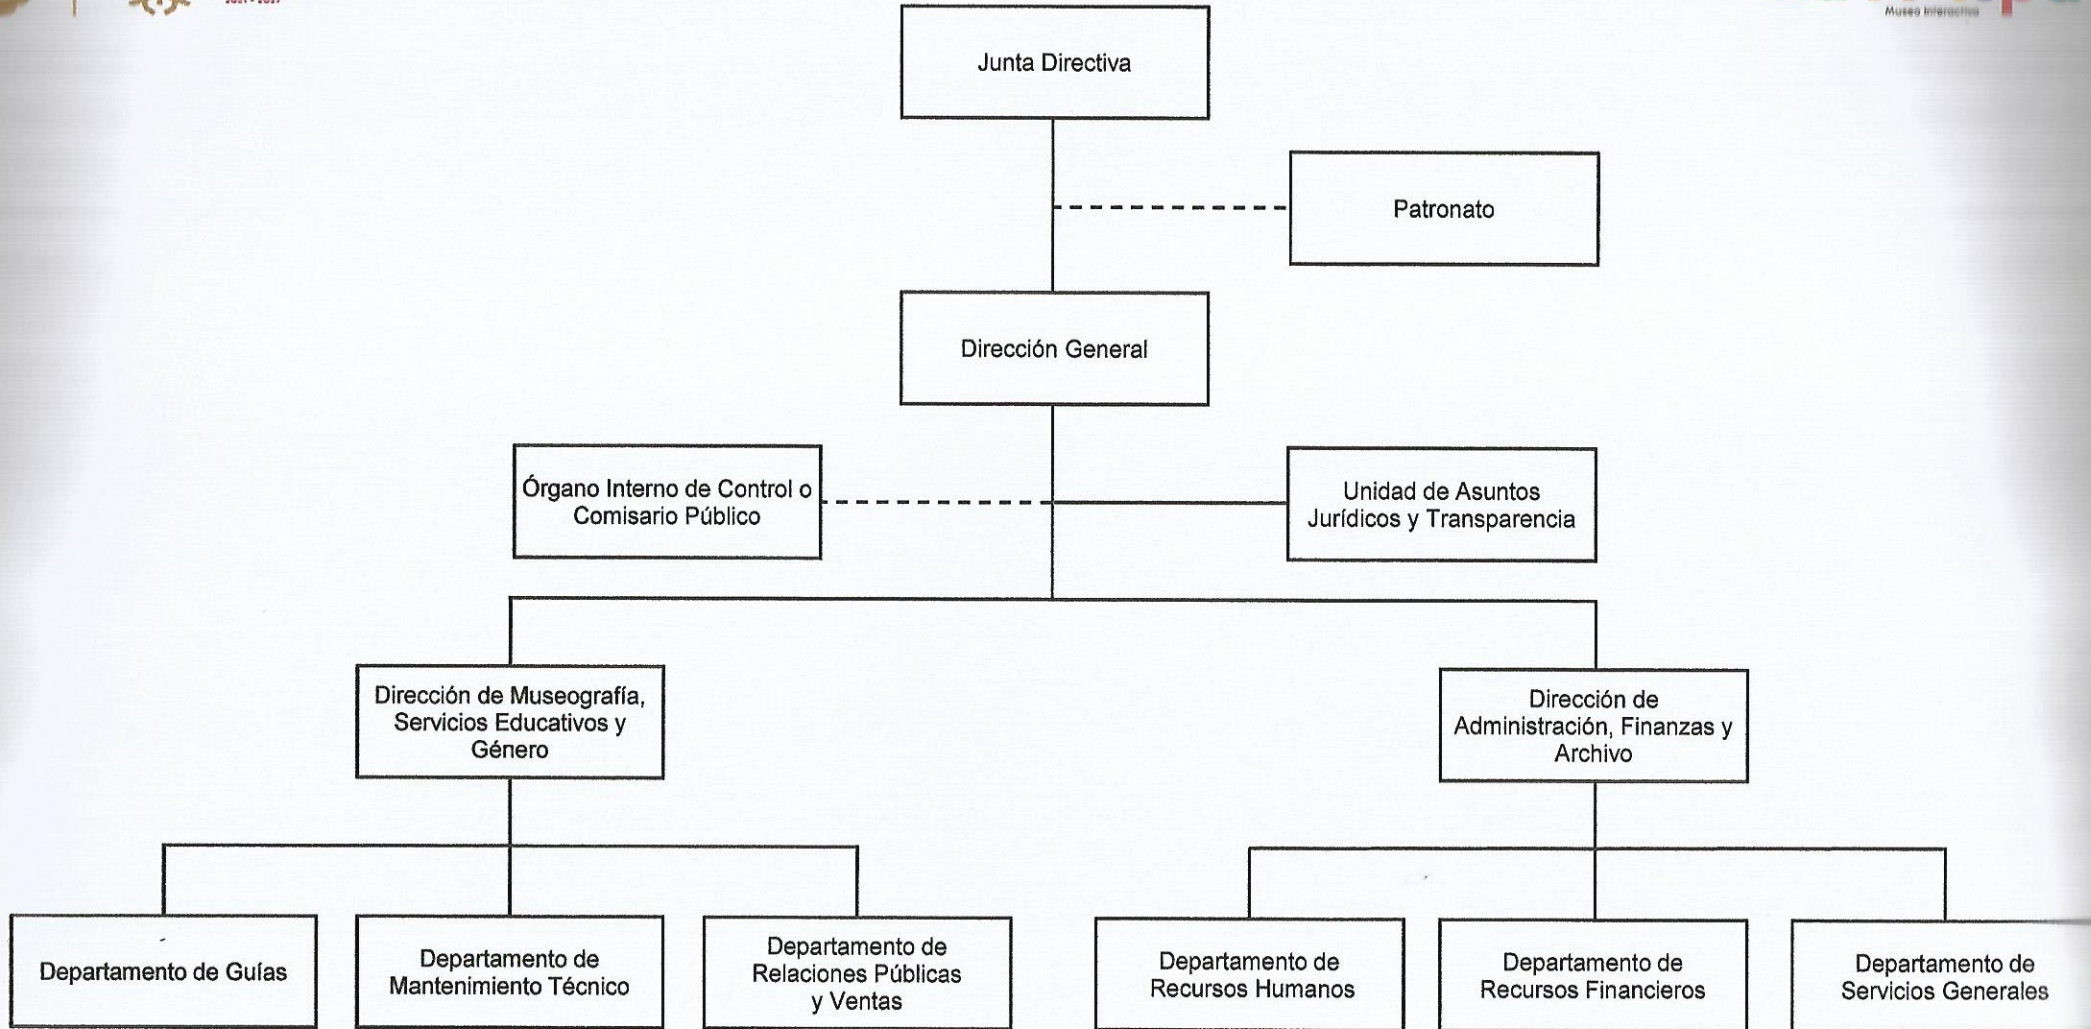 Museo Interactivo
Junta Directiva
Patronato
Dirección General
Órgano Interno de Control o
Comisario Público
Unidad de Asuntos
Jurídicos y Transparencia
Dirección de Museografía,
Servicios Educativos y
Género
Dirección de
Administración, Finanzas y
Archivo
Departamento de Guías
Departamento de
Mantenimiento Técnico
Departamento de
Relaciones Públicas
y Ventas
Departamento de
Recursos Humanos
Departamento de
Recursos Financieros
Departamento de
Servicios Generales